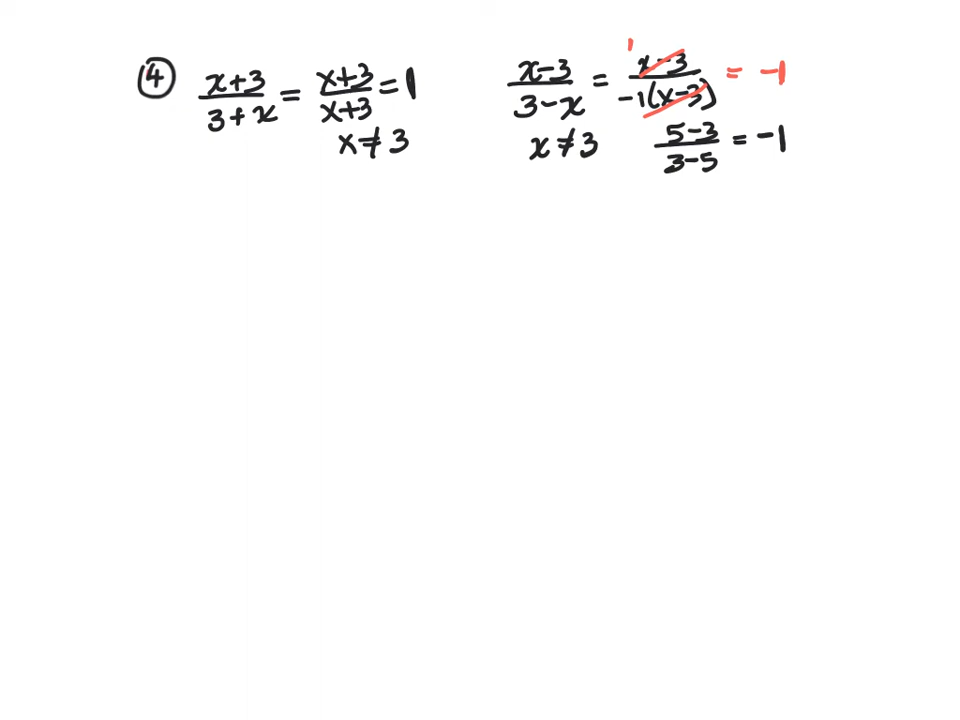 ④ (x+3)/(3+x) = (x+3)/(x+3) = 1
x ≠ 3
(x-3)/(3-x) = (x-3)/(-1(x-3)) = -1
1
x ≠ 3
(5-3)/(3-5) = -1